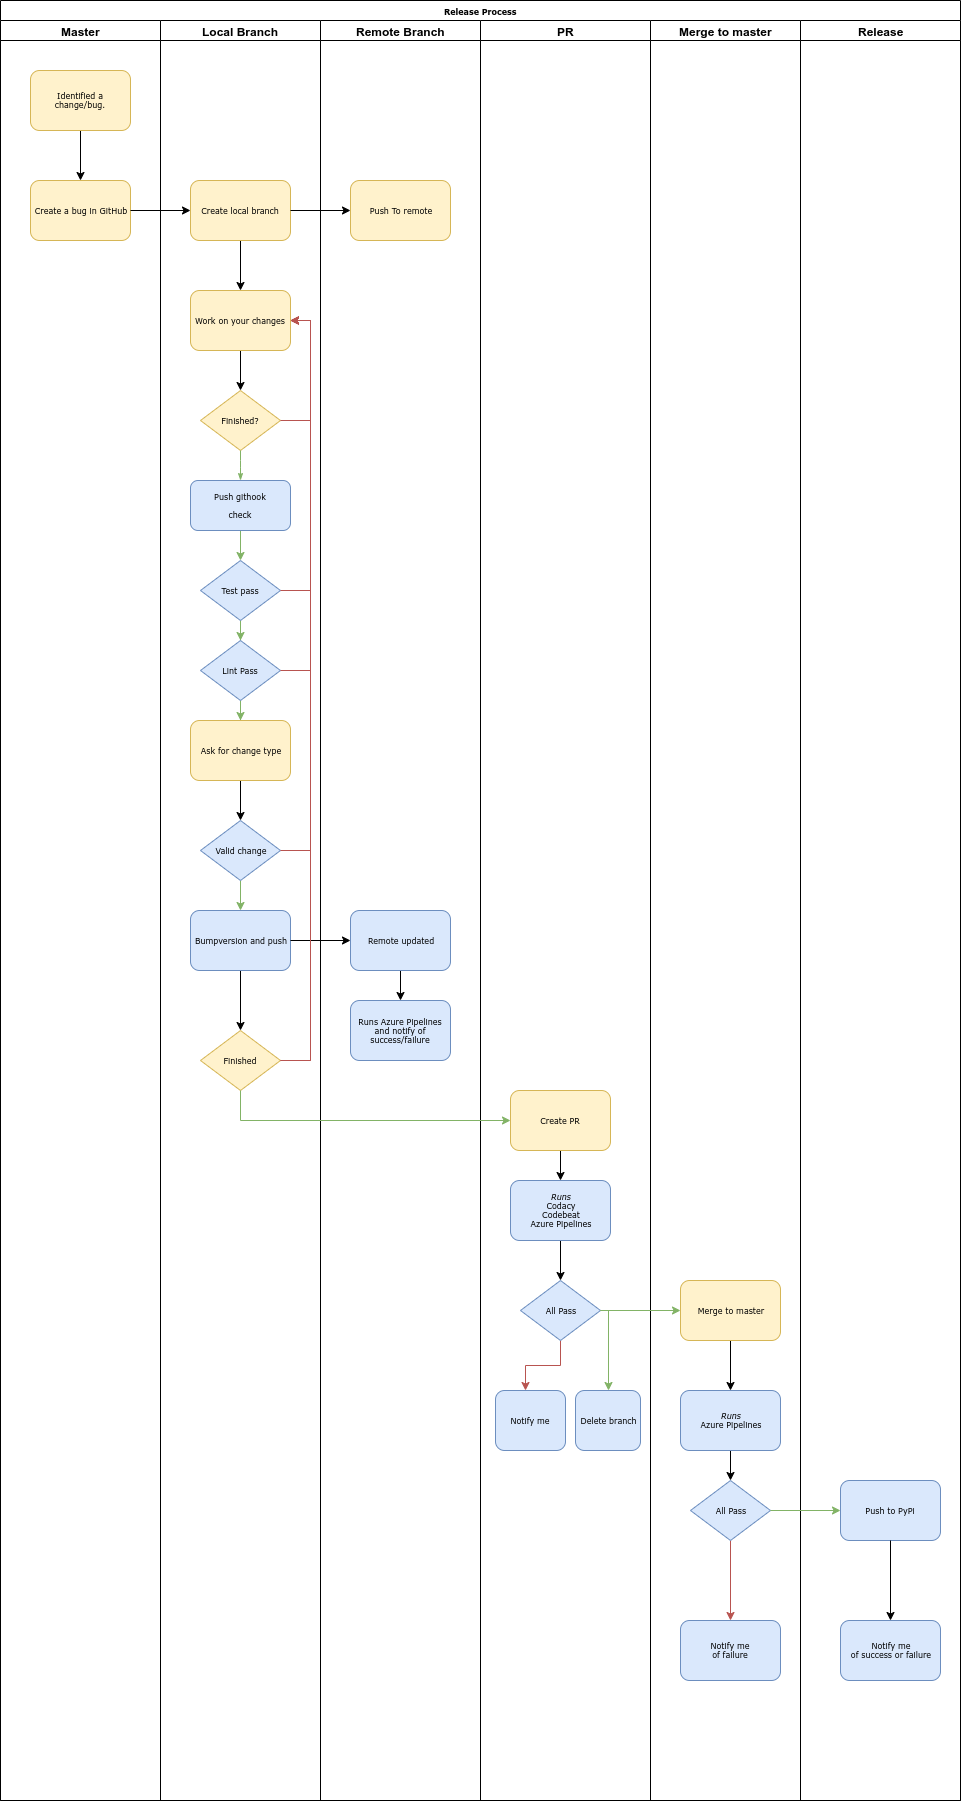 Release Process
Master
Local Branch
Remote Branch
PR
Merge to master
Release
Identified a
change/bug.
Create a bug in GitHub
Create local branch
Push To remote
Work on your changes
Finished?
Push githook
check
Test pass
Lint Pass
Ask for change type
Valid change
Bumpversion and push
Remote updated
Runs Azure Pipelines
and notify of
success/failure
Finished
Create PR
Runs
Codacy
Codebeat
Azure Pipelines
All Pass
Merge to master
Notify me
Delete branch
Runs
Azure Pipelines
All Pass
Push to PyPI
Notify me
of failure
Notify me
of success or failure